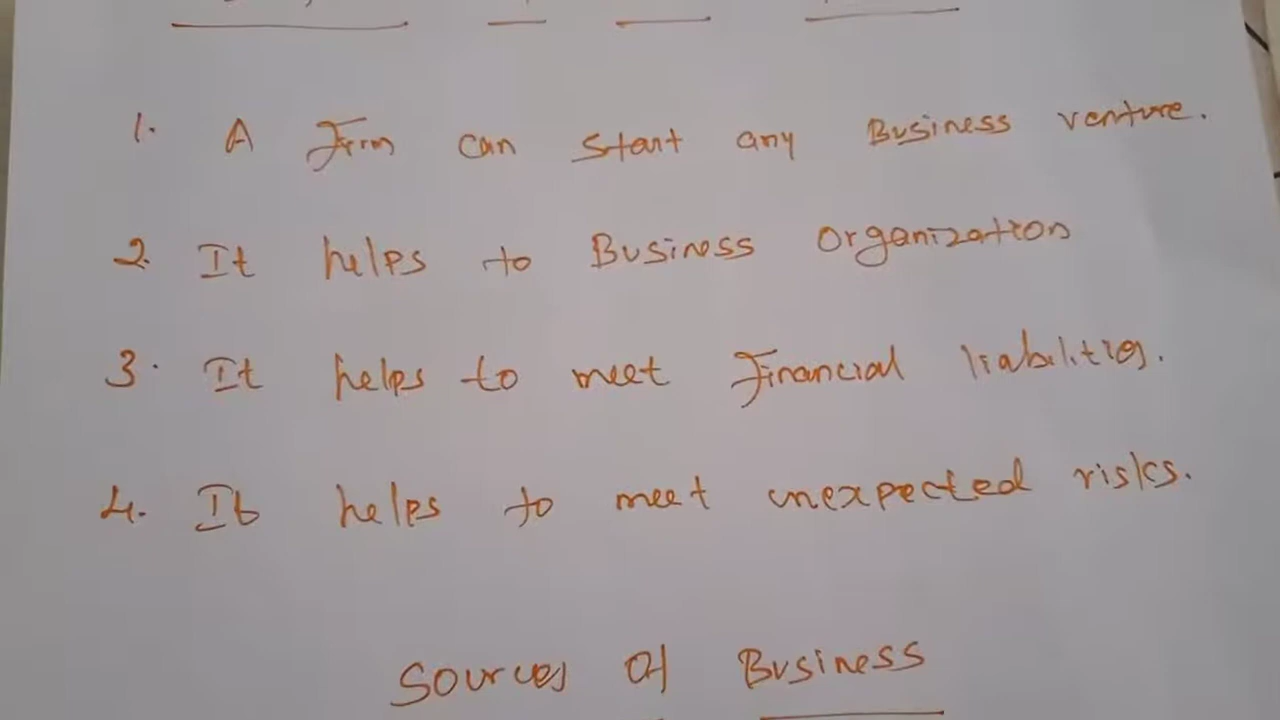 1. A Firm can start any Business venture.
2. It helps to Business Organization
3. It helps to meet Financial liabilities.
4. It helps to meet unexpected risks.
Sources Of Business